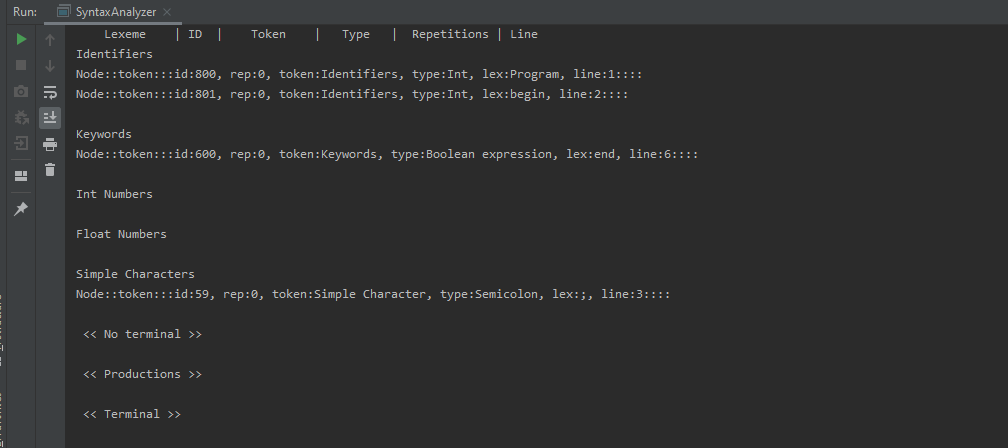 Run: SyntaxAnalyzer
Lexeme | ID | Token | Type | Repetitions | Line
Identifiers
Node::token:::id:800, rep:0, token:Identifiers, type:Int, lex:Program, line:1::::
Node::token:::id:801, rep:0, token:Identifiers, type:Int, lex:begin, line:2::::
Keywords
Node::token:::id:600, rep:0, token:Keywords, type:Boolean expression, lex:end, line:6::::
Int Numbers
Float Numbers
Simple Characters
Node::token:::id:59, rep:0, token:Simple Character, type:Semicolon, lex:;, line:3::::
<< No terminal >>
<< Productions >>
<< Terminal >>